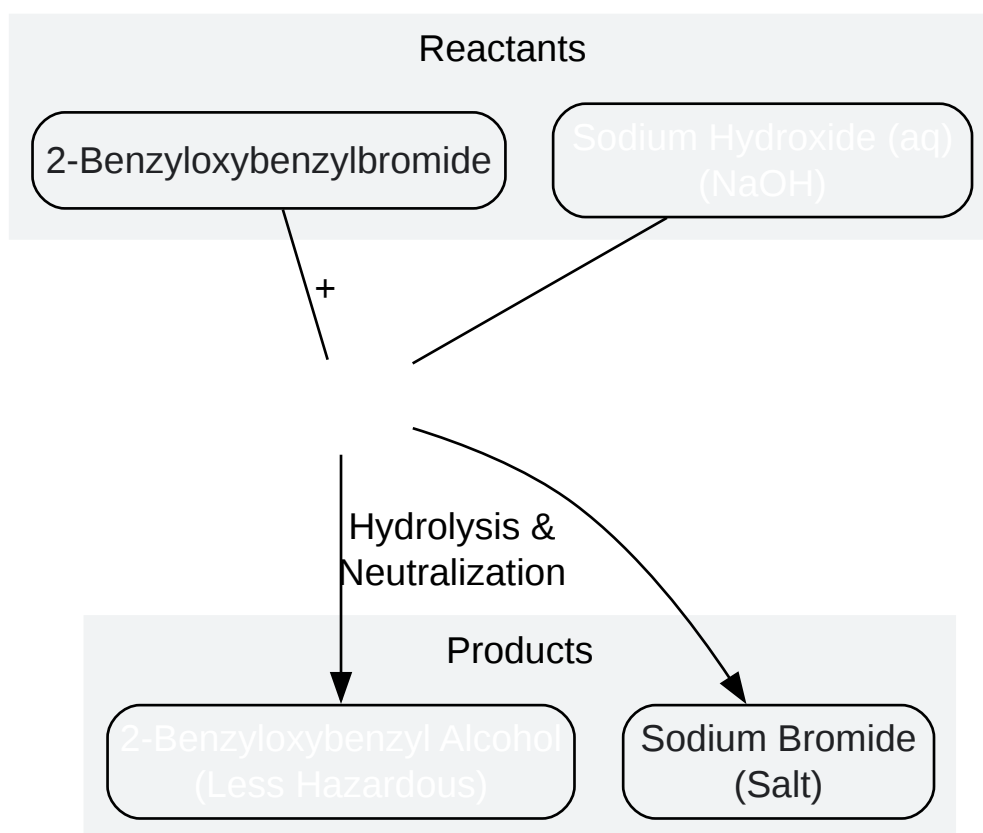 Reactants
2-Benzyloxybenzylbromide
Sodium Hydroxide (aq)
(NaOH)
+
Hydrolysis &
Neutralization
Products
2-Benzyloxybenzyl Alcohol
(Less Hazardous)
Sodium Bromide
(Salt)